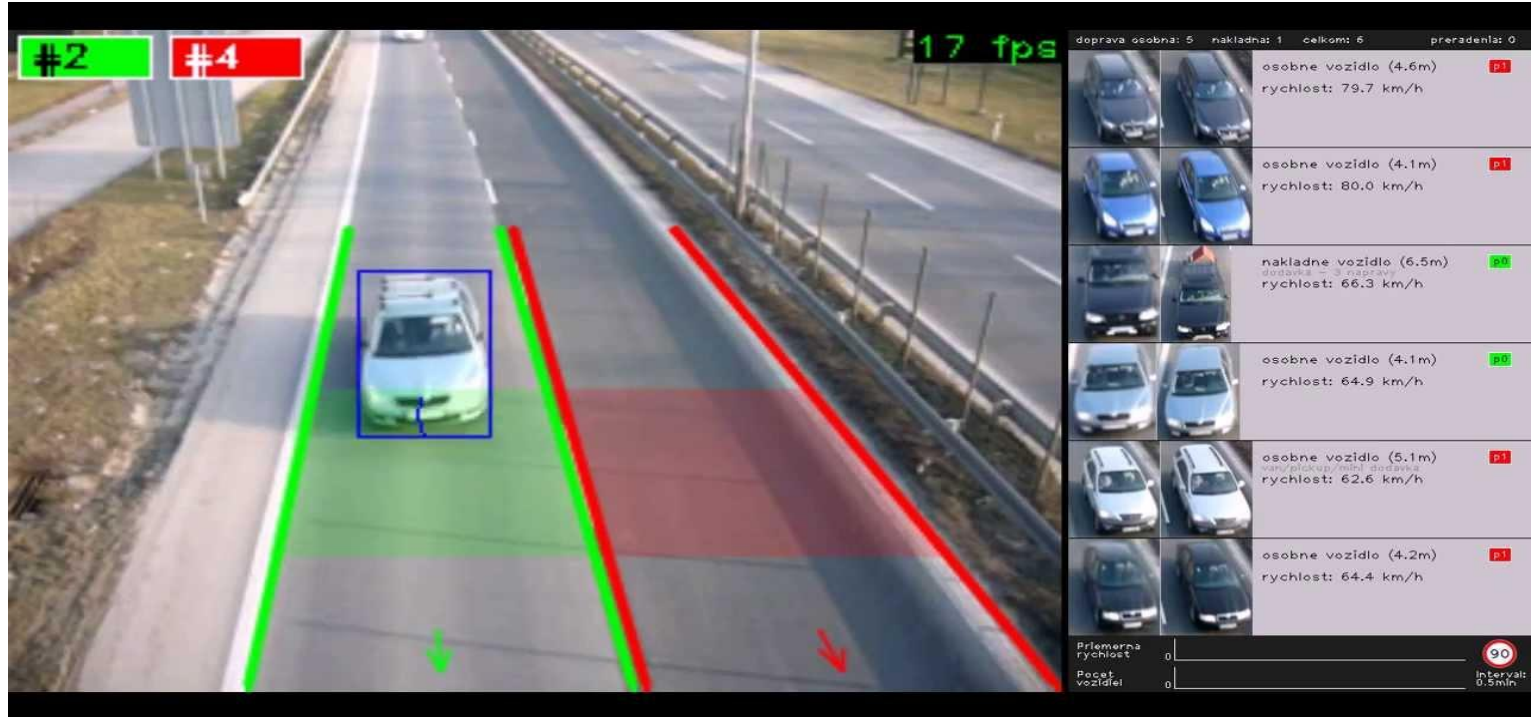 #2
#4
17 fps
doprava osobna: 5 nakladna: 1 celkom: 6 preradenia: 0
osobne vozidlo (4.6m) p1
rychlost: 79.7 km/h
osobne vozidlo (4.1m) p1
rychlost: 80.0 km/h
nakladne vozidlo (6.5m) p0
dodavka - 3 napravy
rychlost: 66.3 km/h
osobne vozidlo (4.1m) p0
rychlost: 64.9 km/h
osobne vozidlo (5.1m) p1
van/pickup/mini dodavka
rychlost: 62.6 km/h
osobne vozidlo (4.2m) p1
rychlost: 64.4 km/h
Priemerna
rychlost 0
90
Pocet
vozidiel 0
Interval:
0.5min